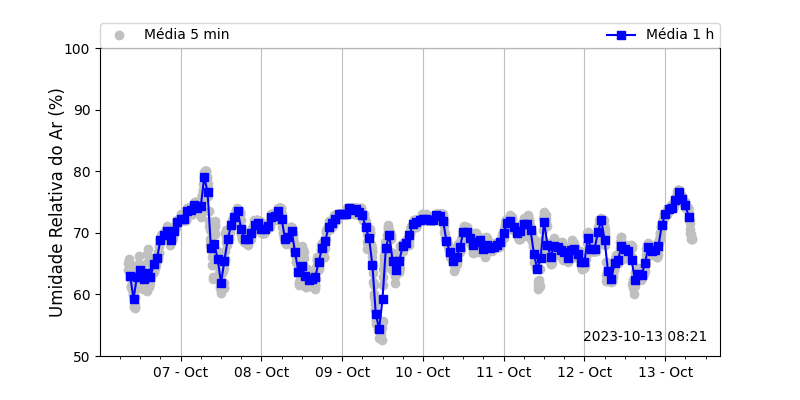 Média 5 min
Média 1 h
Umidade Relativa do Ar (%)
100
90
80
70
60
50
2023-10-13 08:21
07 - Oct
08 - Oct
09 - Oct
10 - Oct
11 - Oct
12 - Oct
13 - Oct